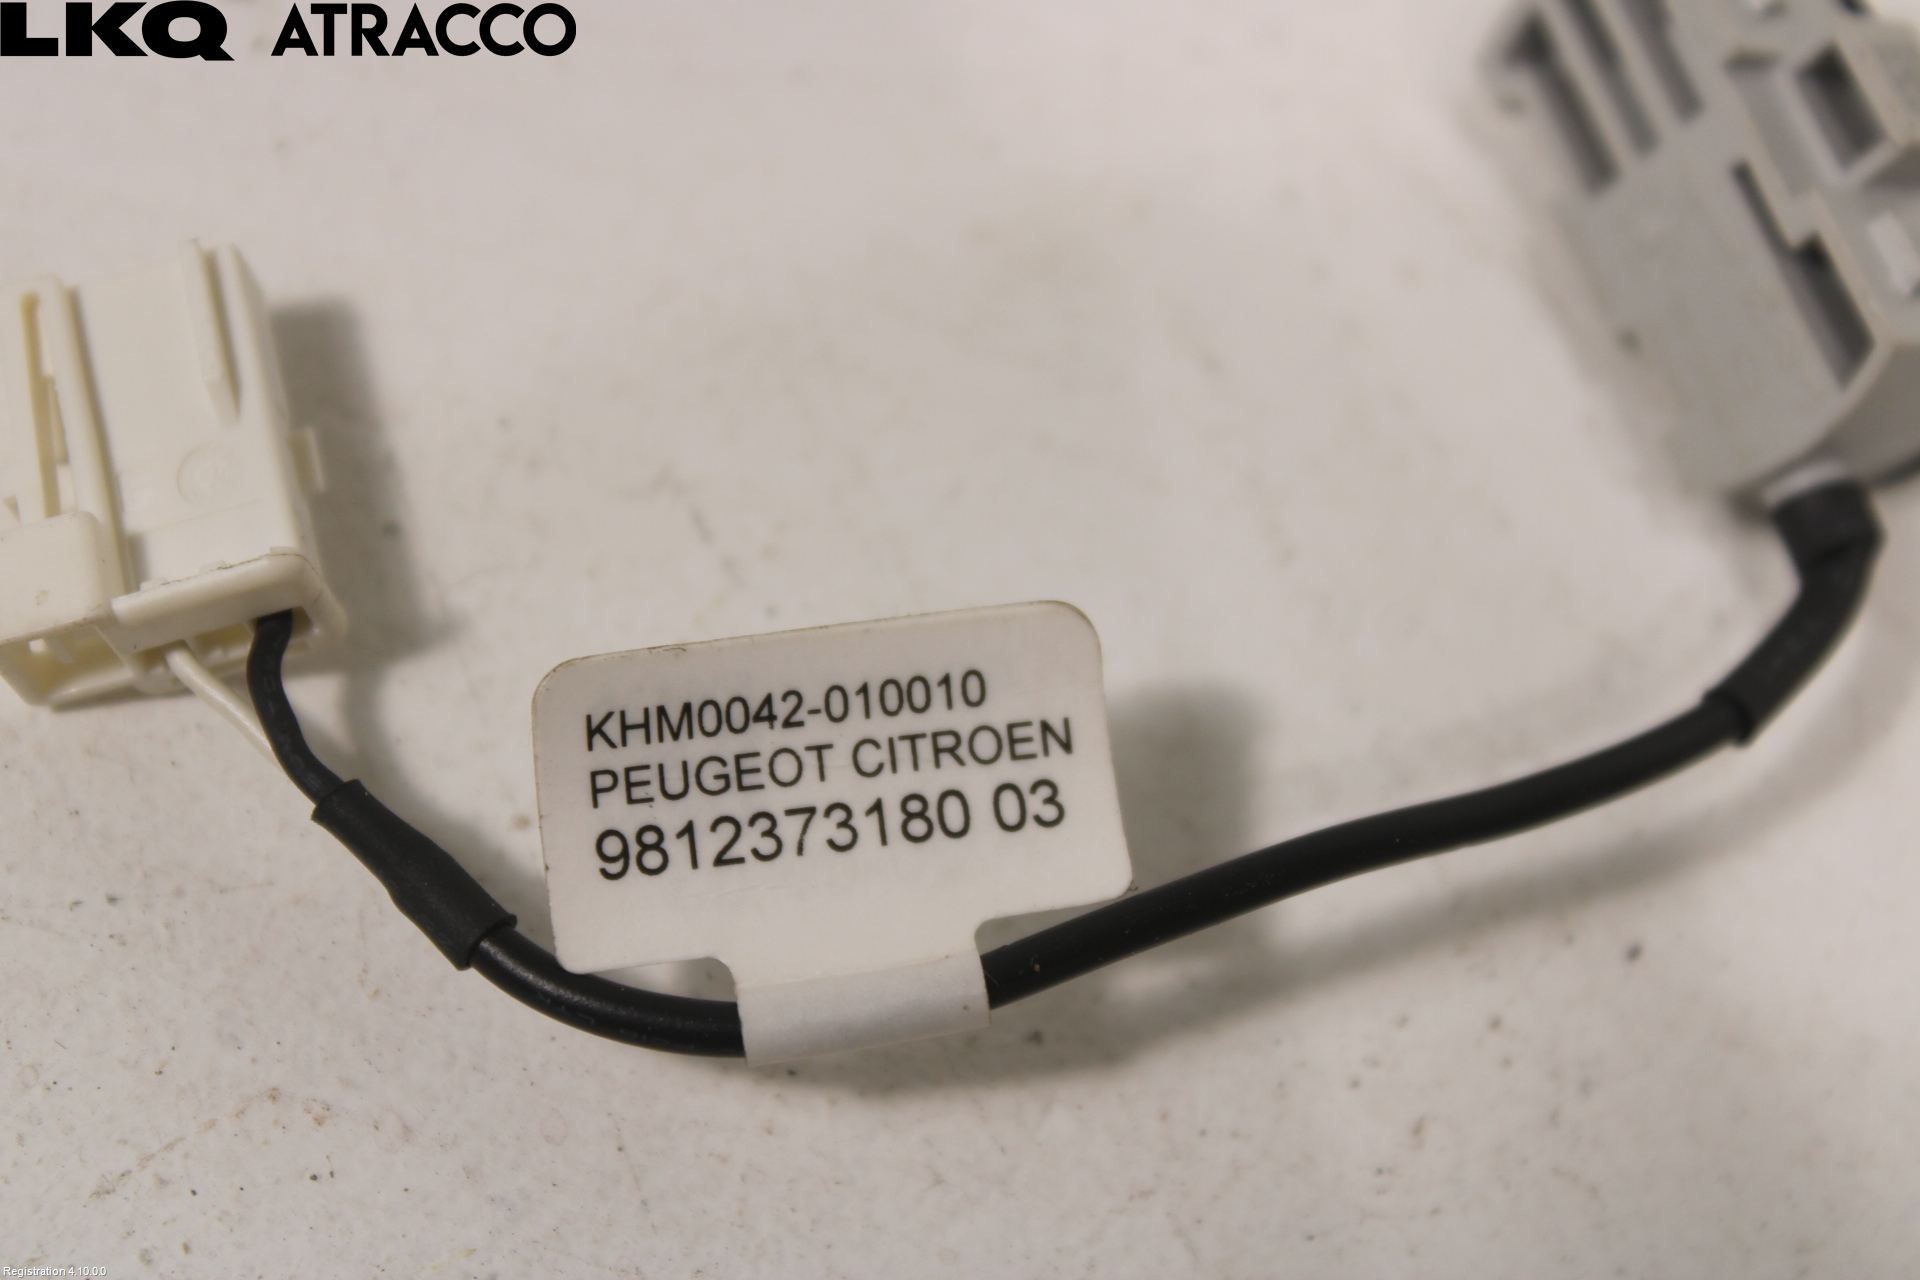 LKQ ATRACCO
KHM0042-010010
PEUGEOT CITROEN
9812373180 03
Registration 4.10.0.0